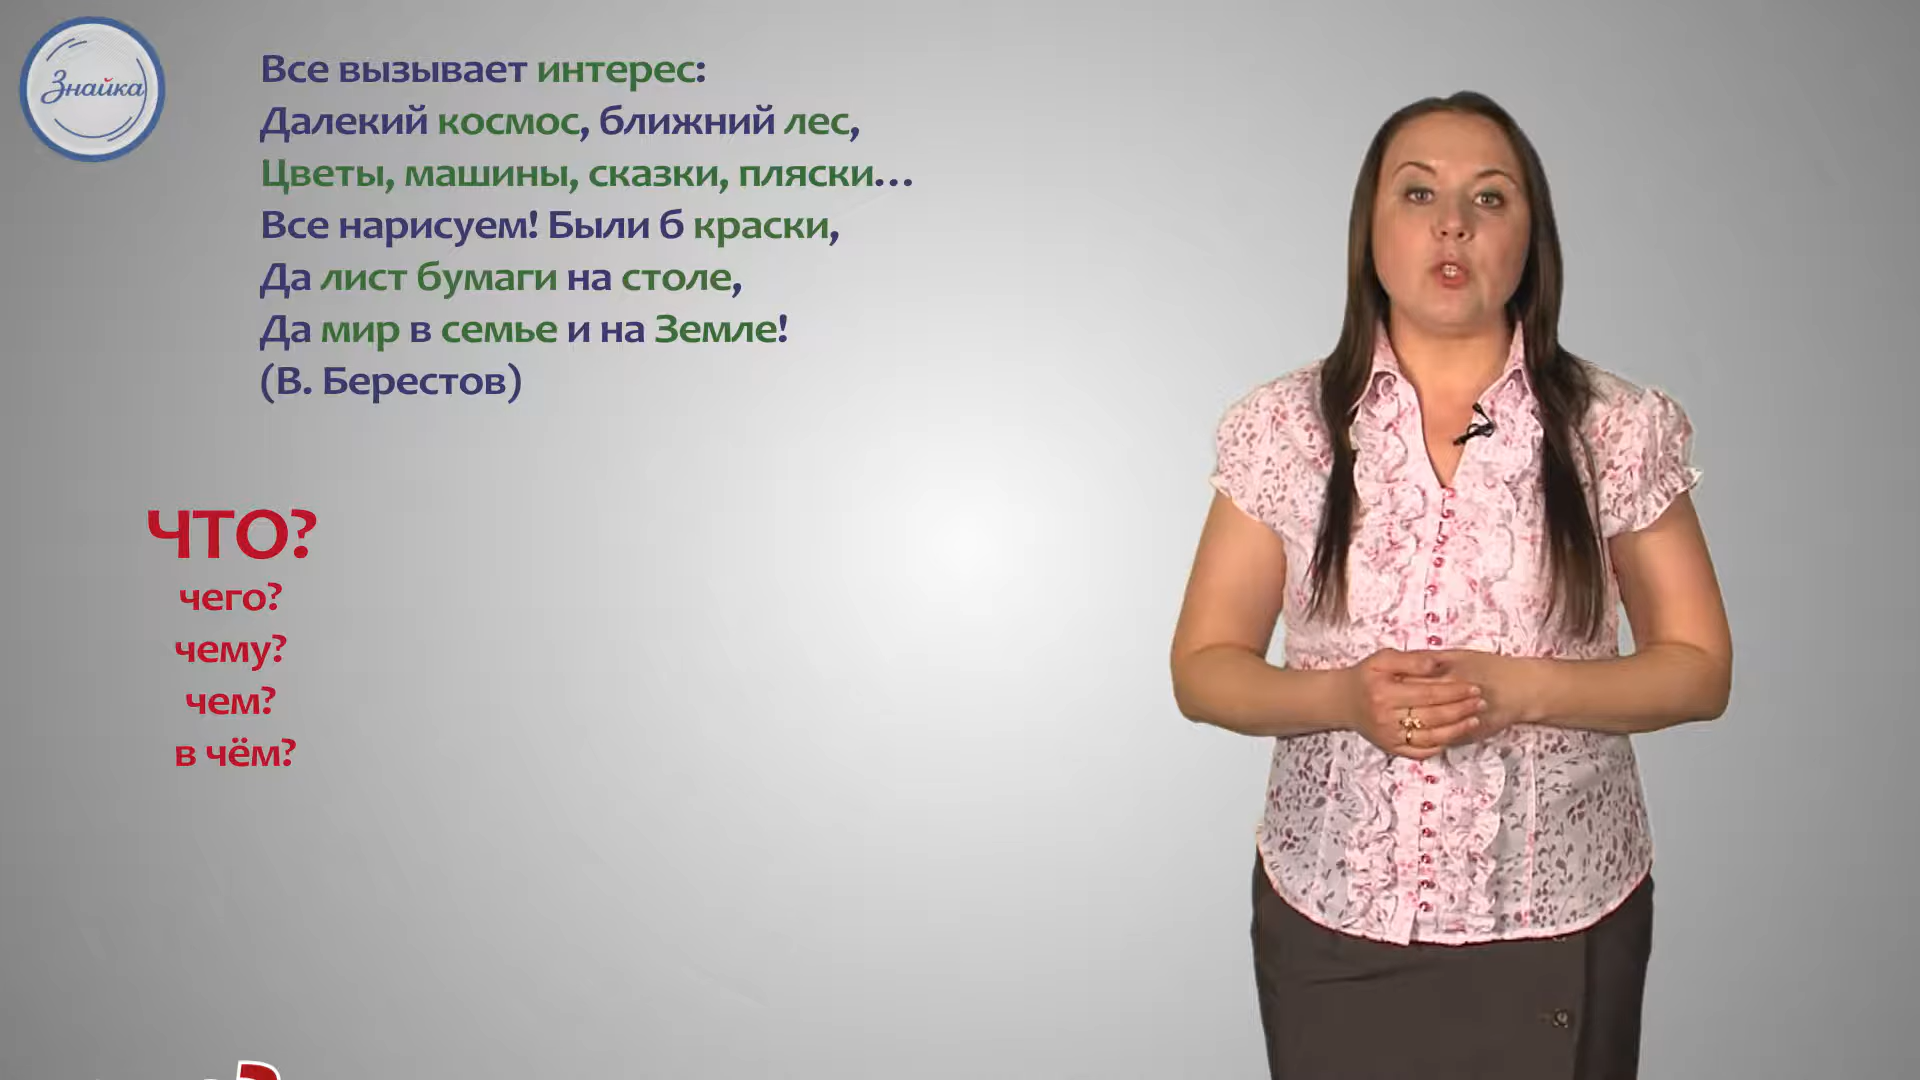 Знайка
Все вызывает интерес:
Далекий космос, ближний лес,
Цветы, машины, сказки, пляски...
Все нарисуем! Были б краски,
Да лист бумаги на столе,
Да мир в семье и на Земле!
(В. Берестов)
ЧТО?
чего?
чему?
чем?
в чём?